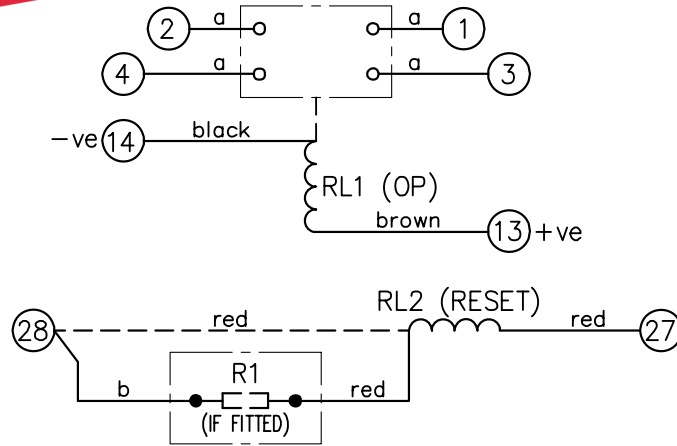 2 a a 1
4 a a 3
-ve 14 black
RL1 (OP)
brown 13 +ve
RL2 (RESET)
28 red red 27
R1
b red
(IF FITTED)